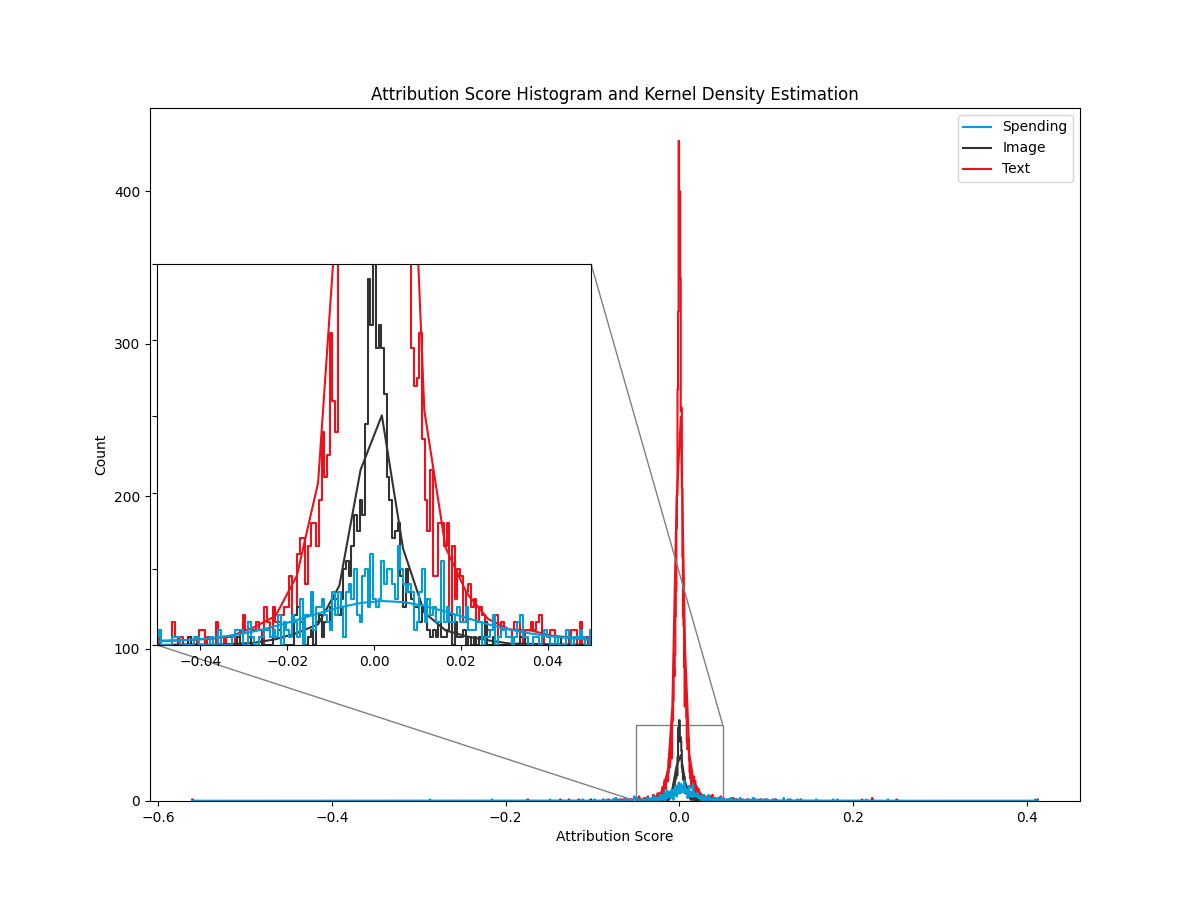 Attribution Score Histogram and Kernel Density Estimation
Spending
Image
Text
400
300
200
100
0
Count
−0.04 −0.02 0.00 0.02 0.04
−0.6 −0.4 −0.2 0.0 0.2 0.4
Attribution Score